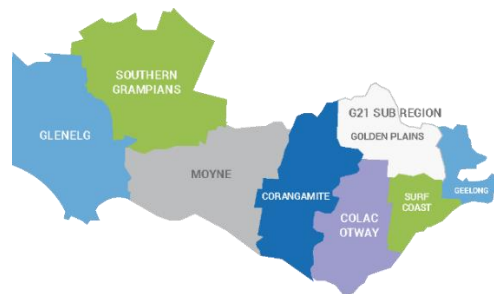 SOUTHERN
GRAMPIANS
GLENELG
MOYNE
CORANGAMITE
COLAC
OTWAY
G21 SUB REGION
GOLDEN PLAINS
SURF
COAST
GEELONG